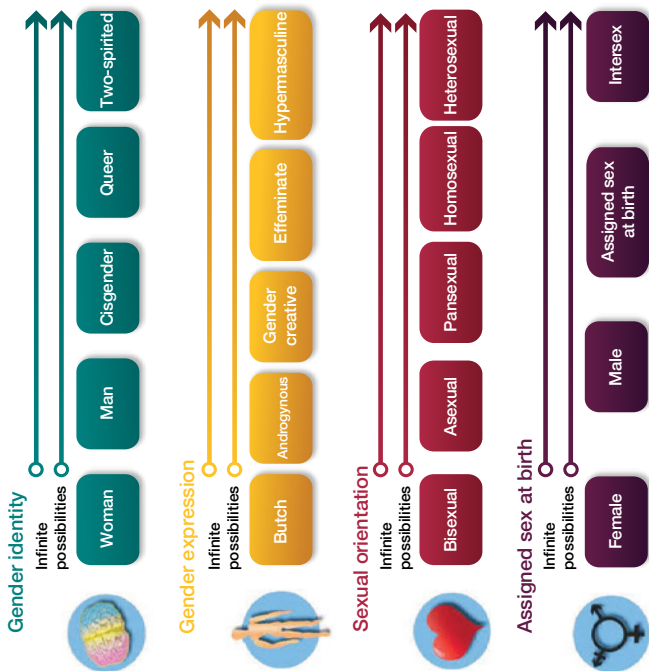 Gender identity
Infinite
possibilities
Woman
Man
Cisgender
Queer
Two-spirited
Gender expression
Infinite
possibilities
Butch
Androgynous
Gender
creative
Effeminate
Hypermasculine
Sexual orientation
Infinite
possibilities
Bisexual
Asexual
Pansexual
Homosexual
Heterosexual
Assigned sex at birth
Infinite
possibilities
Female
Male
Assigned sex
at birth
Intersex